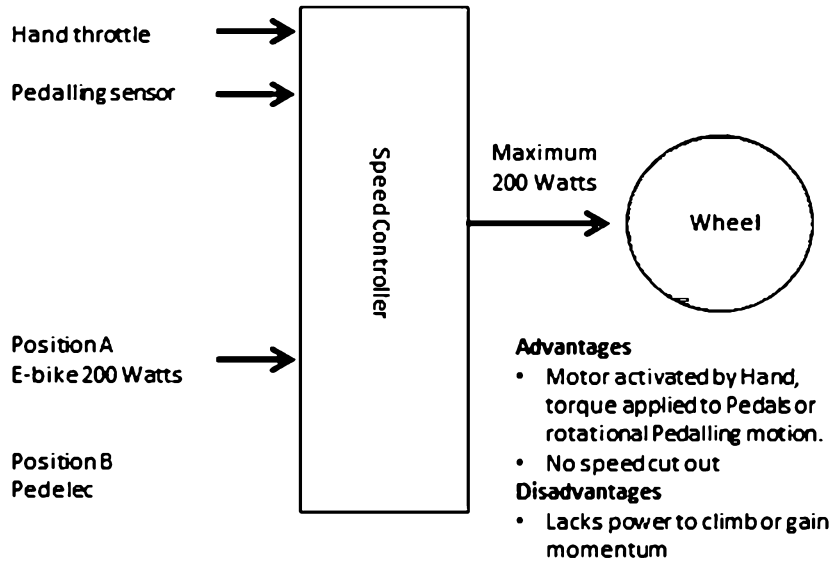 Hand throttle
Pedalling sensor
Speed Controller
Maximum
200 Watts
Wheel
Position A
E-bike 200 Watts
Position B
Pedelec
Advantages
• Motor activated by Hand,
torque applied to Pedals or
rotational Pedalling motion.
• No speed cut out
Disadvantages
• Lacks power to climb or gain
momentum